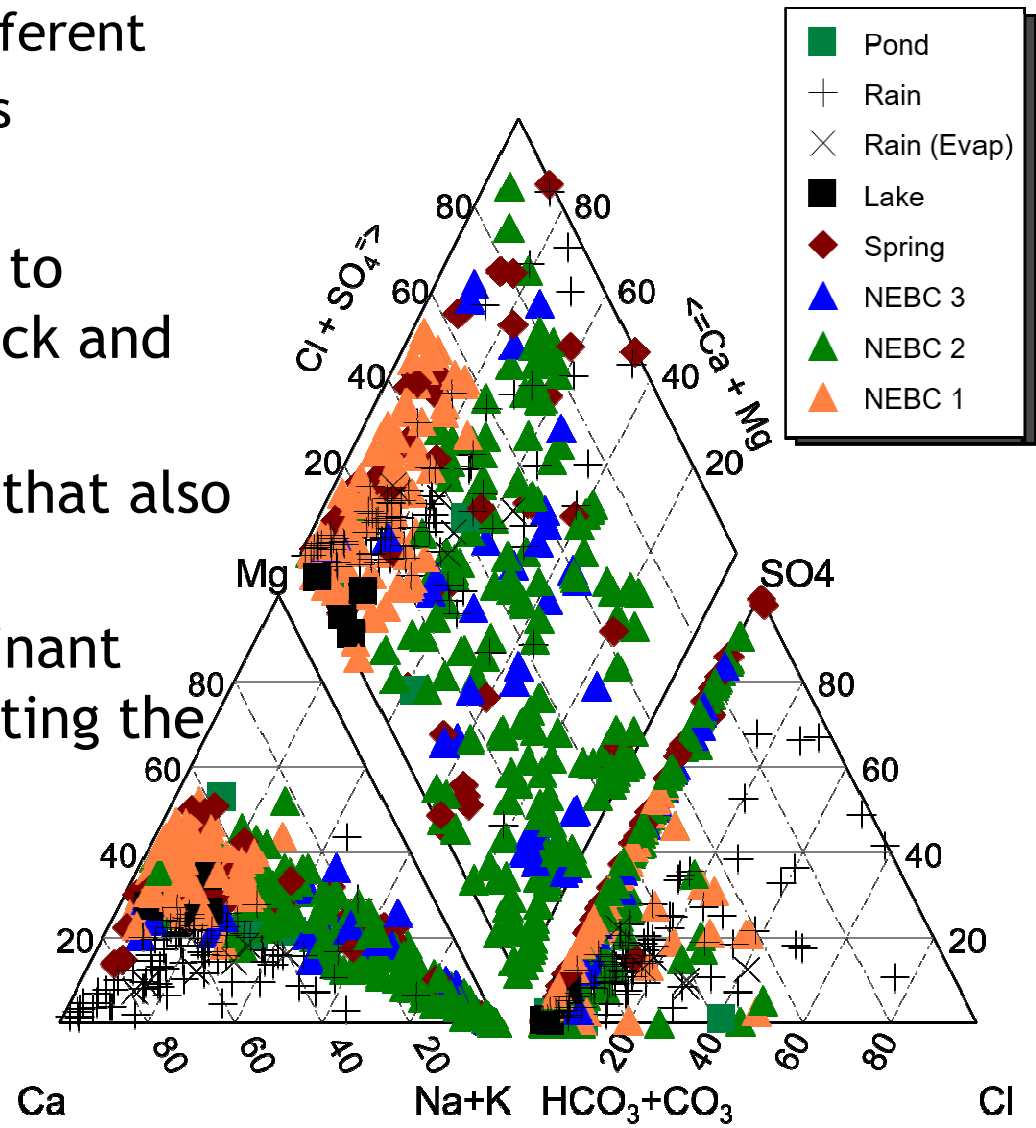 ferent
s
to
ck and
that also
nant
ting the
Pond
Rain
Rain (Evap)
Lake
Spring
NEBC 3
NEBC 2
NEBC 1
80 80
60 60
40 40
20 20
Cl + SO₄ =>
<=Ca + Mg
Mg SO4
80 80
60 60
40 40
20 20
80 60 40 20 20 40 60 80
Ca Na+K HCO₃+CO₃ Cl